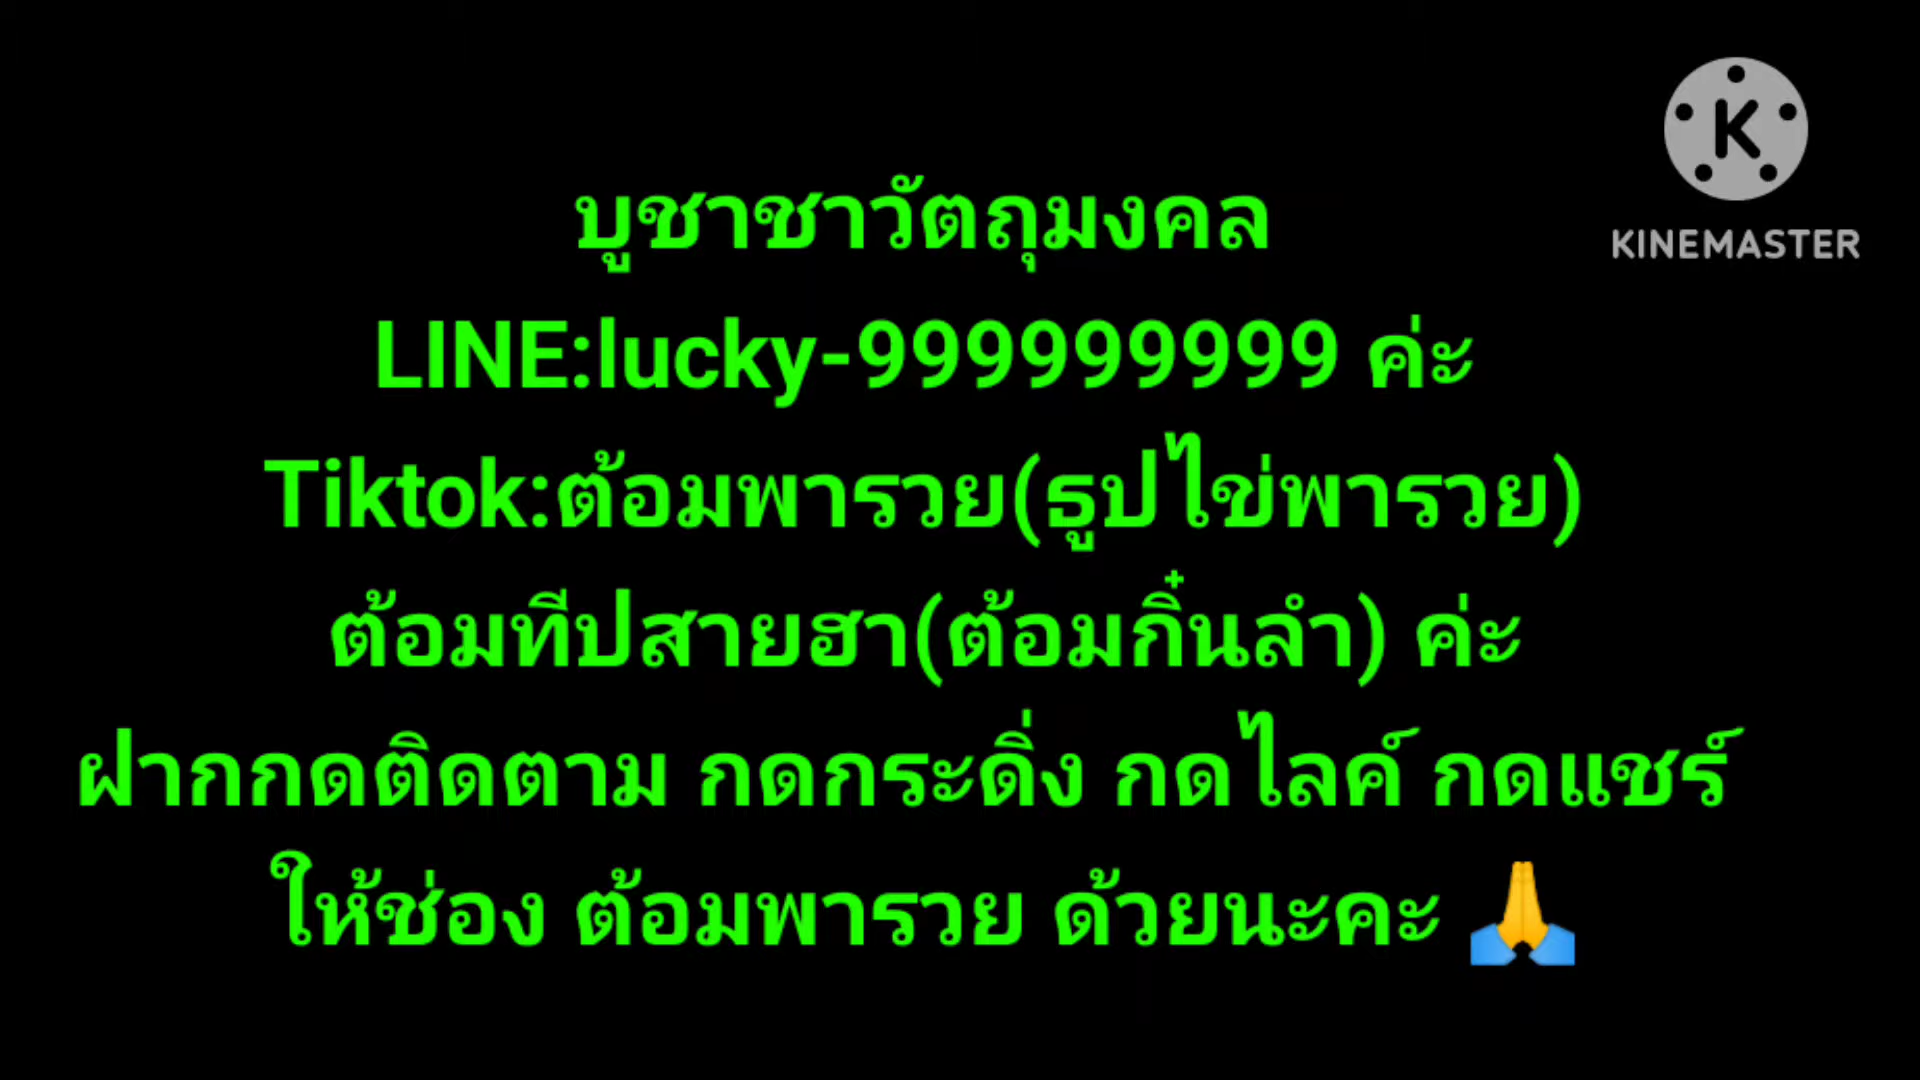 บูชาชาวัตถุมงคล
KINEMASTER
LINE:lucky-999999999 ค่ะ
Tiktok:ต้อมพารวย(ธูปไข่พารวย)
ต้อมทีปสายฮา(ต้อมกิ๋นลำ) ค่ะ
ฝากกดติดตาม กดกระดิ่ง กดไลค์ กดแชร์
ให้ช่อง ต้อมพารวย ด้วยนะคะ 🙏